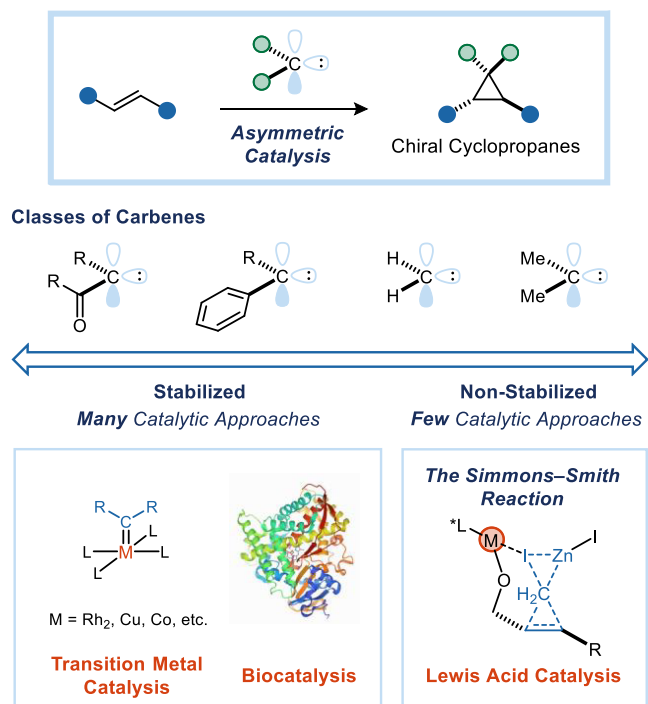 C :
Asymmetric
Catalysis
Chiral Cyclopropanes
Classes of Carbenes
R
R
C :
O
R
C :
H
H
C :
Me
Me
C :
Stabilized
Many Catalytic Approaches
Non-Stabilized
Few Catalytic Approaches
R R
C
L
L M L
L
M = Rh₂, Cu, Co, etc.
Transition Metal
Catalysis
Biocatalysis
The Simmons–Smith
Reaction
*L
M
I
I Zn
O
H₂C
R
Lewis Acid Catalysis